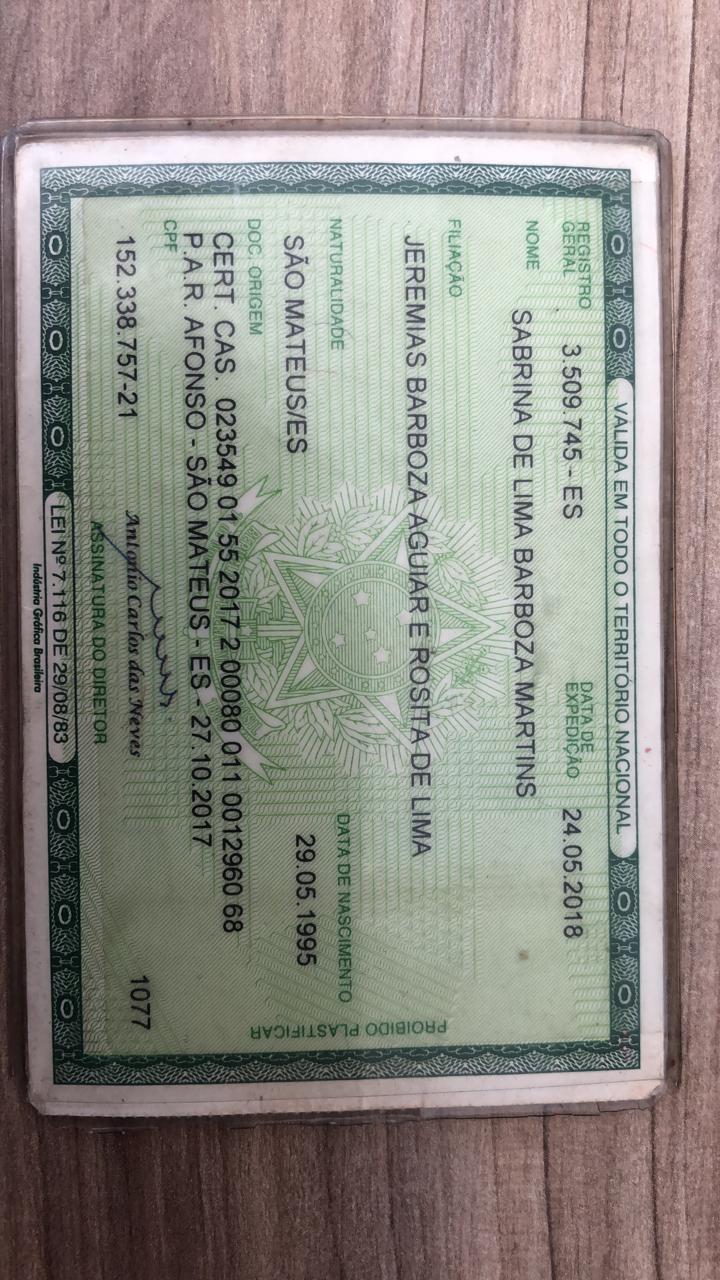 VÁLIDA EM TODO O TERRITÓRIO NACIONAL
REGISTRO GERAL 3.509.745 - ES DATA DE EXPEDIÇÃO 24.05.2018
NOME
SABRINA DE LIMA BARBOZA MARTINS
FILIAÇÃO
JEREMIAS BARBOZA AGUIAR E ROSITA DE LIMA
NATURALIDADE DATA DE NASCIMENTO
SÃO MATEUS/ES 29.05.1995
DOC. ORIGEM
CERT. CAS. 023549 01 55 2017 2 00080 011 0012960 68
P.A.R. AFONSO - SÃO MATEUS - ES - 27.10.2017
CPF
152.338.757-21
Antonio Carlos das Neves
1077
ASSINATURA DO DIRETOR
LEI Nº 7.116 DE 29/08/83
Indústria Gráfica Brasileira
PROIBIDO PLASTIFICAR